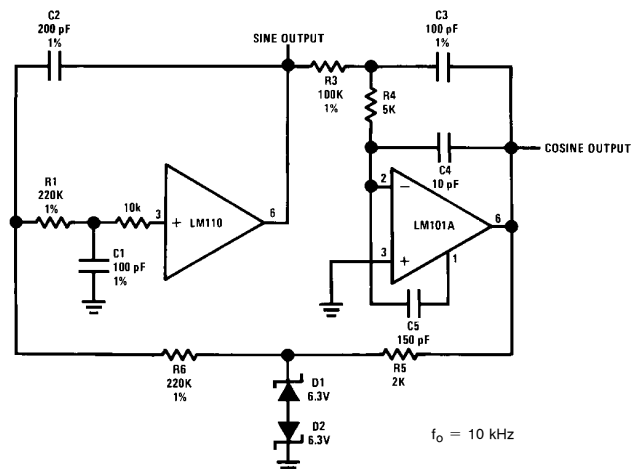 C2
200 pF
1%
SINE OUTPUT
R3
100K
1%
C3
100 pF
1%
R4
5K
C4
10 pF
COSINE OUTPUT
R1
220K
1%
10k
3
+
LM110
6
C1
100 pF
1%
2
−
LM101A
6
3
+
1
C5
150 pF
R6
220K
1%
R5
2K
D1
6.3V
D2
6.3V
fo = 10 kHz